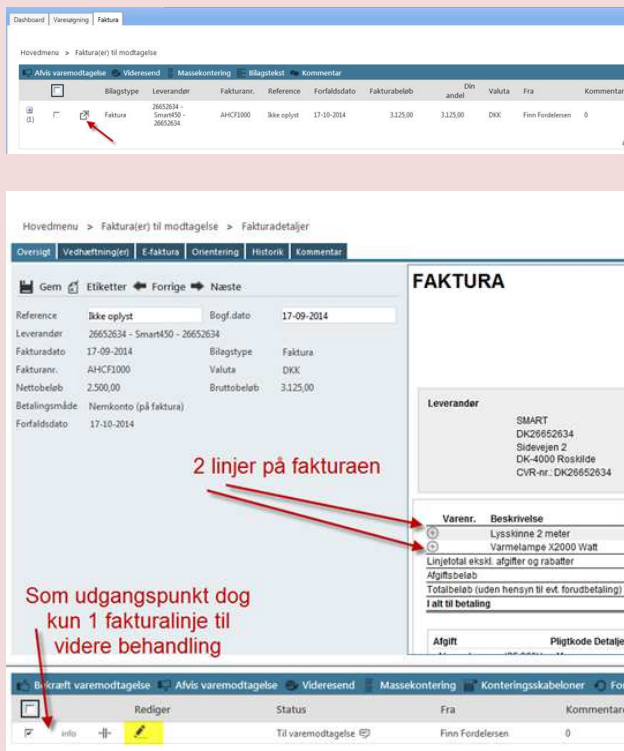 Dashboard Varesøgning Faktura
Hovedmenu > Faktura(er) til modtagelse
Afvis varemodtagelse Videresend Massekontering Bilagstekst Kommentar
Bilagstype Leverandør Fakturanr. Reference Forfaldsdato Fakturabeløb Din andel Valuta Fra Kommentar
(1) Faktura 26652634 - Smart450 - 26652634 AHCF1000 Ikke oplyst 17-10-2014 3.125,00 3.125,00 DKK Finn Fordelersen 0
Hovedmenu > Faktura(er) til modtagelse > Fakturadetaljer
Oversigt Vedhæftning(er) E-faktura Orientering Historik Kommentar
Gem Etiketter Forrige Næste
Reference Ikke oplyst Bogf.dato 17-09-2014
Leverandør 26652634 - Smart450 - 26652634
Fakturadato 17-09-2014 Bilagstype Faktura
Fakturanr. AHCF1000 Valuta DKK
Nettobeløb 2.500,00 Bruttobeløb 3.125,00
Betalingsmåde Nemkonto (på faktura)
Forfaldsdato 17-10-2014
FAKTURA
Leverandør
SMART
DK26652634
Sidevejen 2
DK-4000 Roskilde
CVR-nr.: DK26652634
2 linjer på fakturaen
Varenr. Beskrivelse
Lysskinne 2 meter
Varmelampe X2000 Watt
Linjetotal ekskl. afgifter og rabatter
Afgiftsbeløb
Totalbeløb (uden hensyn til evt. forudbetaling)
I alt til betaling
Afgift Pligtkode Detalje
Som udgangspunkt dog
kun 1 fakturalinje til
videre behandling
Bekræft varemodtagelse Afvis varemodtagelse Videresend Massekontering Konteringsskabeloner
Rediger Status Fra Kommentar
info Til varemodtagelse Finn Fordelersen 0